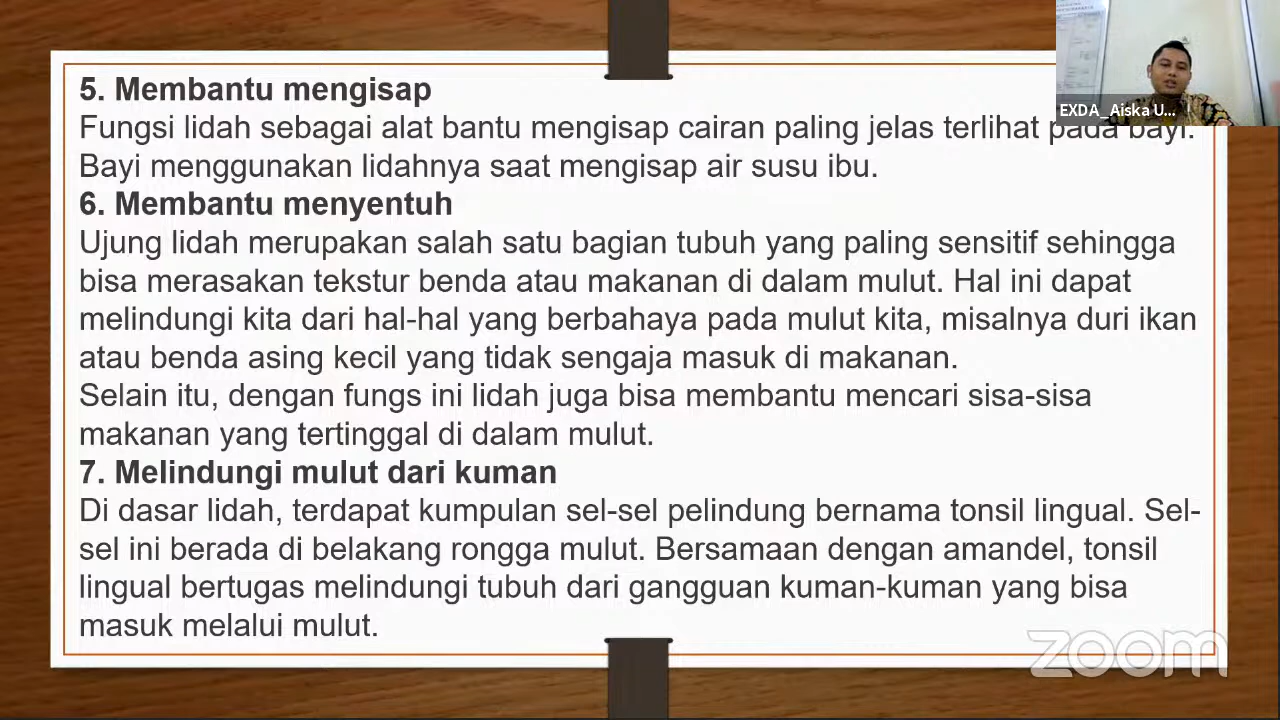 5. Membantu mengisap
Fungsi lidah sebagai alat bantu mengisap cairan paling jelas terlihat pada bayi.
Bayi menggunakan lidahnya saat mengisap air susu ibu.
6. Membantu menyentuh
Ujung lidah merupakan salah satu bagian tubuh yang paling sensitif sehingga
bisa merasakan tekstur benda atau makanan di dalam mulut. Hal ini dapat
melindungi kita dari hal-hal yang berbahaya pada mulut kita, misalnya duri ikan
atau benda asing kecil yang tidak sengaja masuk di makanan.
Selain itu, dengan fungs ini lidah juga bisa membantu mencari sisa-sisa
makanan yang tertinggal di dalam mulut.
7. Melindungi mulut dari kuman
Di dasar lidah, terdapat kumpulan sel-sel pelindung bernama tonsil lingual. Sel-
sel ini berada di belakang rongga mulut. Bersamaan dengan amandel, tonsil
lingual bertugas melindungi tubuh dari gangguan kuman-kuman yang bisa
masuk melalui mulut.
EXDA_Aiska U...
zoom